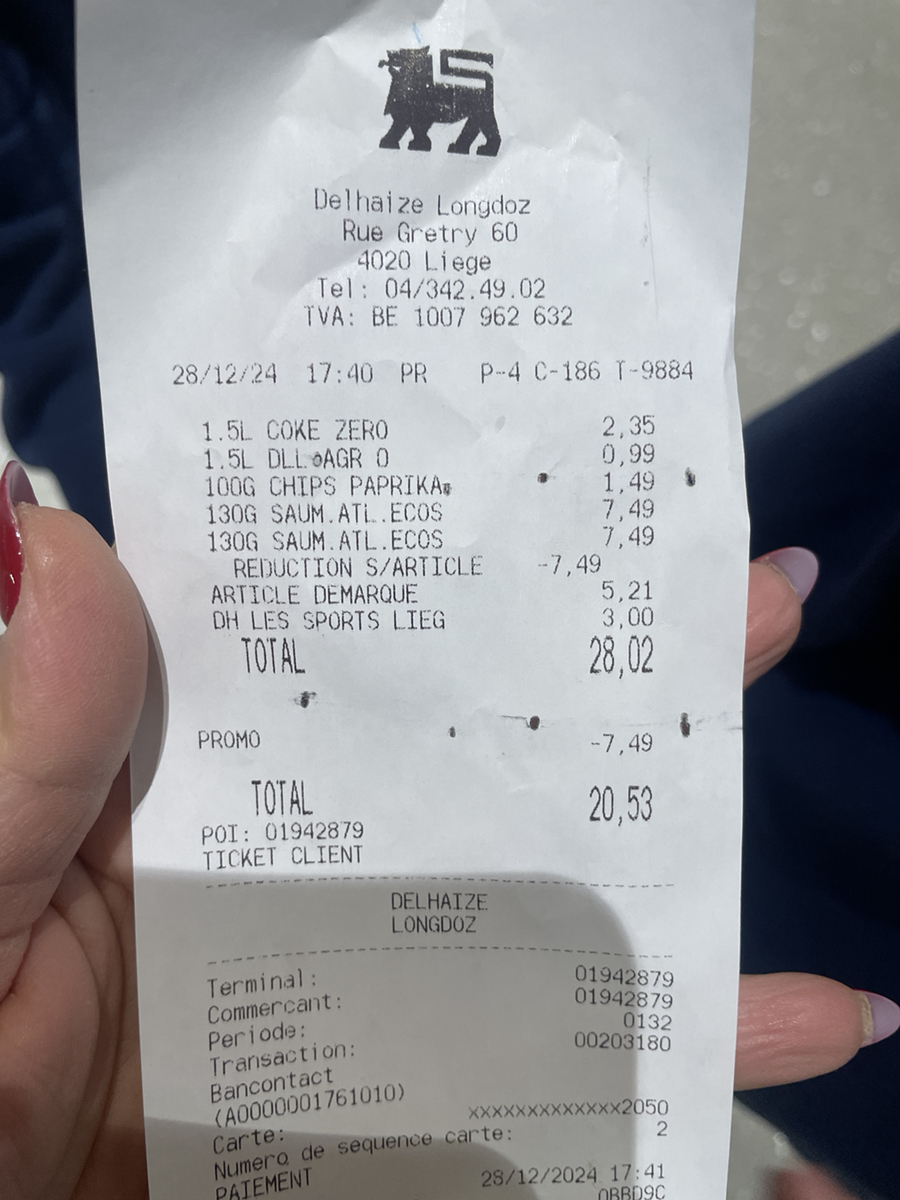 Delhaize Longdoz
Rue Gretry 60
4020 Liege
Tel: 04/342.49.02
TVA: BE 1007 962 632
28/12/24 17:40 PR P-4 C-186 T-9884
1.5L COKE ZERO 2,35
1.5L DLL AGR 0 0,99
100G CHIPS PAPRIKA 1,49
130G SAUM.ATL.ECOS 7,49
130G SAUM.ATL.ECOS 7,49
REDUCTION S/ARTICLE -7,49
ARTICLE DEMARQUE 5,21
DH LES SPORTS LIEG 3,00
TOTAL 28,02
PROMO -7,49
TOTAL 20,53
POI: 01942879
TICKET CLIENT
DELHAIZE
LONGDOZ
Terminal: 01942879
Commercant: 01942879
Periode: 0132
Transaction: 00203180
Bancontact
(A0000001761010)
Carte: xxxxxxxxxxxxx2050
Numero de sequence carte: 2
PAIEMENT 28/12/2024 17:41
0BBD9C